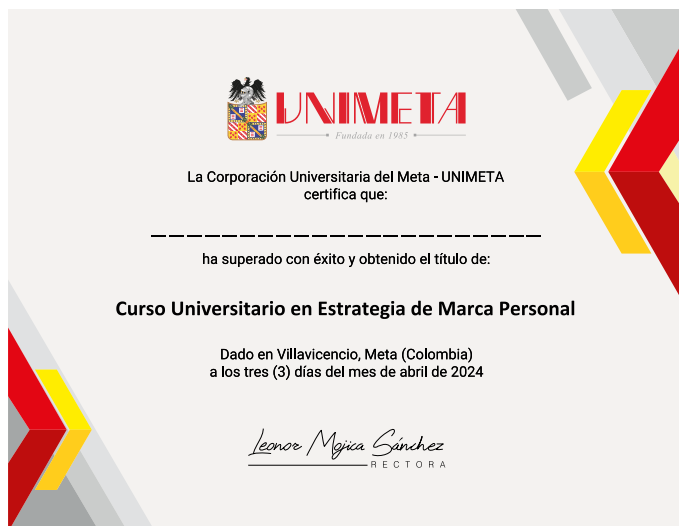 UNIMETA
Fundada en 1985
La Corporación Universitaria del Meta - UNIMETA
certifica que:
ha superado con éxito y obtenido el título de:
Curso Universitario en Estrategia de Marca Personal
Dado en Villavicencio, Meta (Colombia)
a los tres (3) días del mes de abril de 2024
Leonor Mojica Sánchez
RECTORA